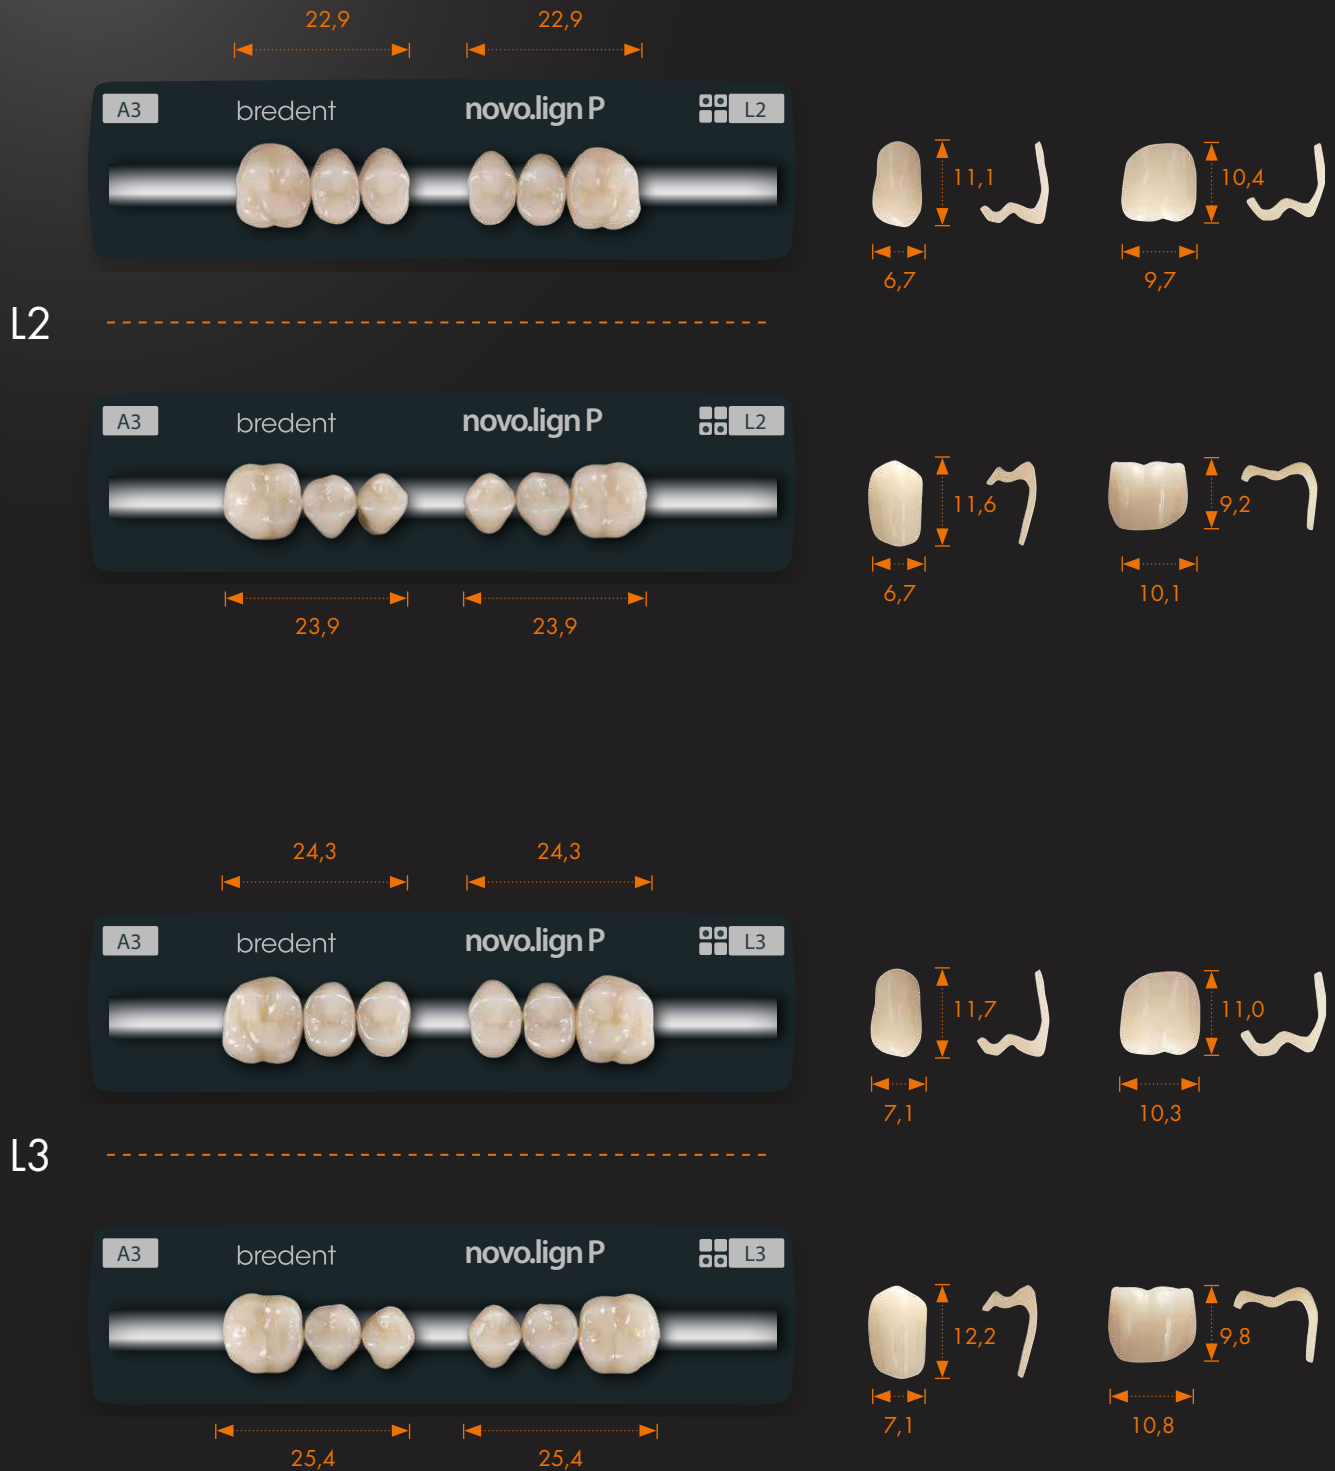 22,9 22,9
A3 bredent novo.lign P L2
11,1 10,4
6,7 9,7
L2
A3 bredent novo.lign P L2
11,6 9,2
6,7 10,1
23,9 23,9
24,3 24,3
A3 bredent novo.lign P L3
11,7 11,0
7,1 10,3
L3
A3 bredent novo.lign P L3
12,2 9,8
7,1 10,8
25,4 25,4